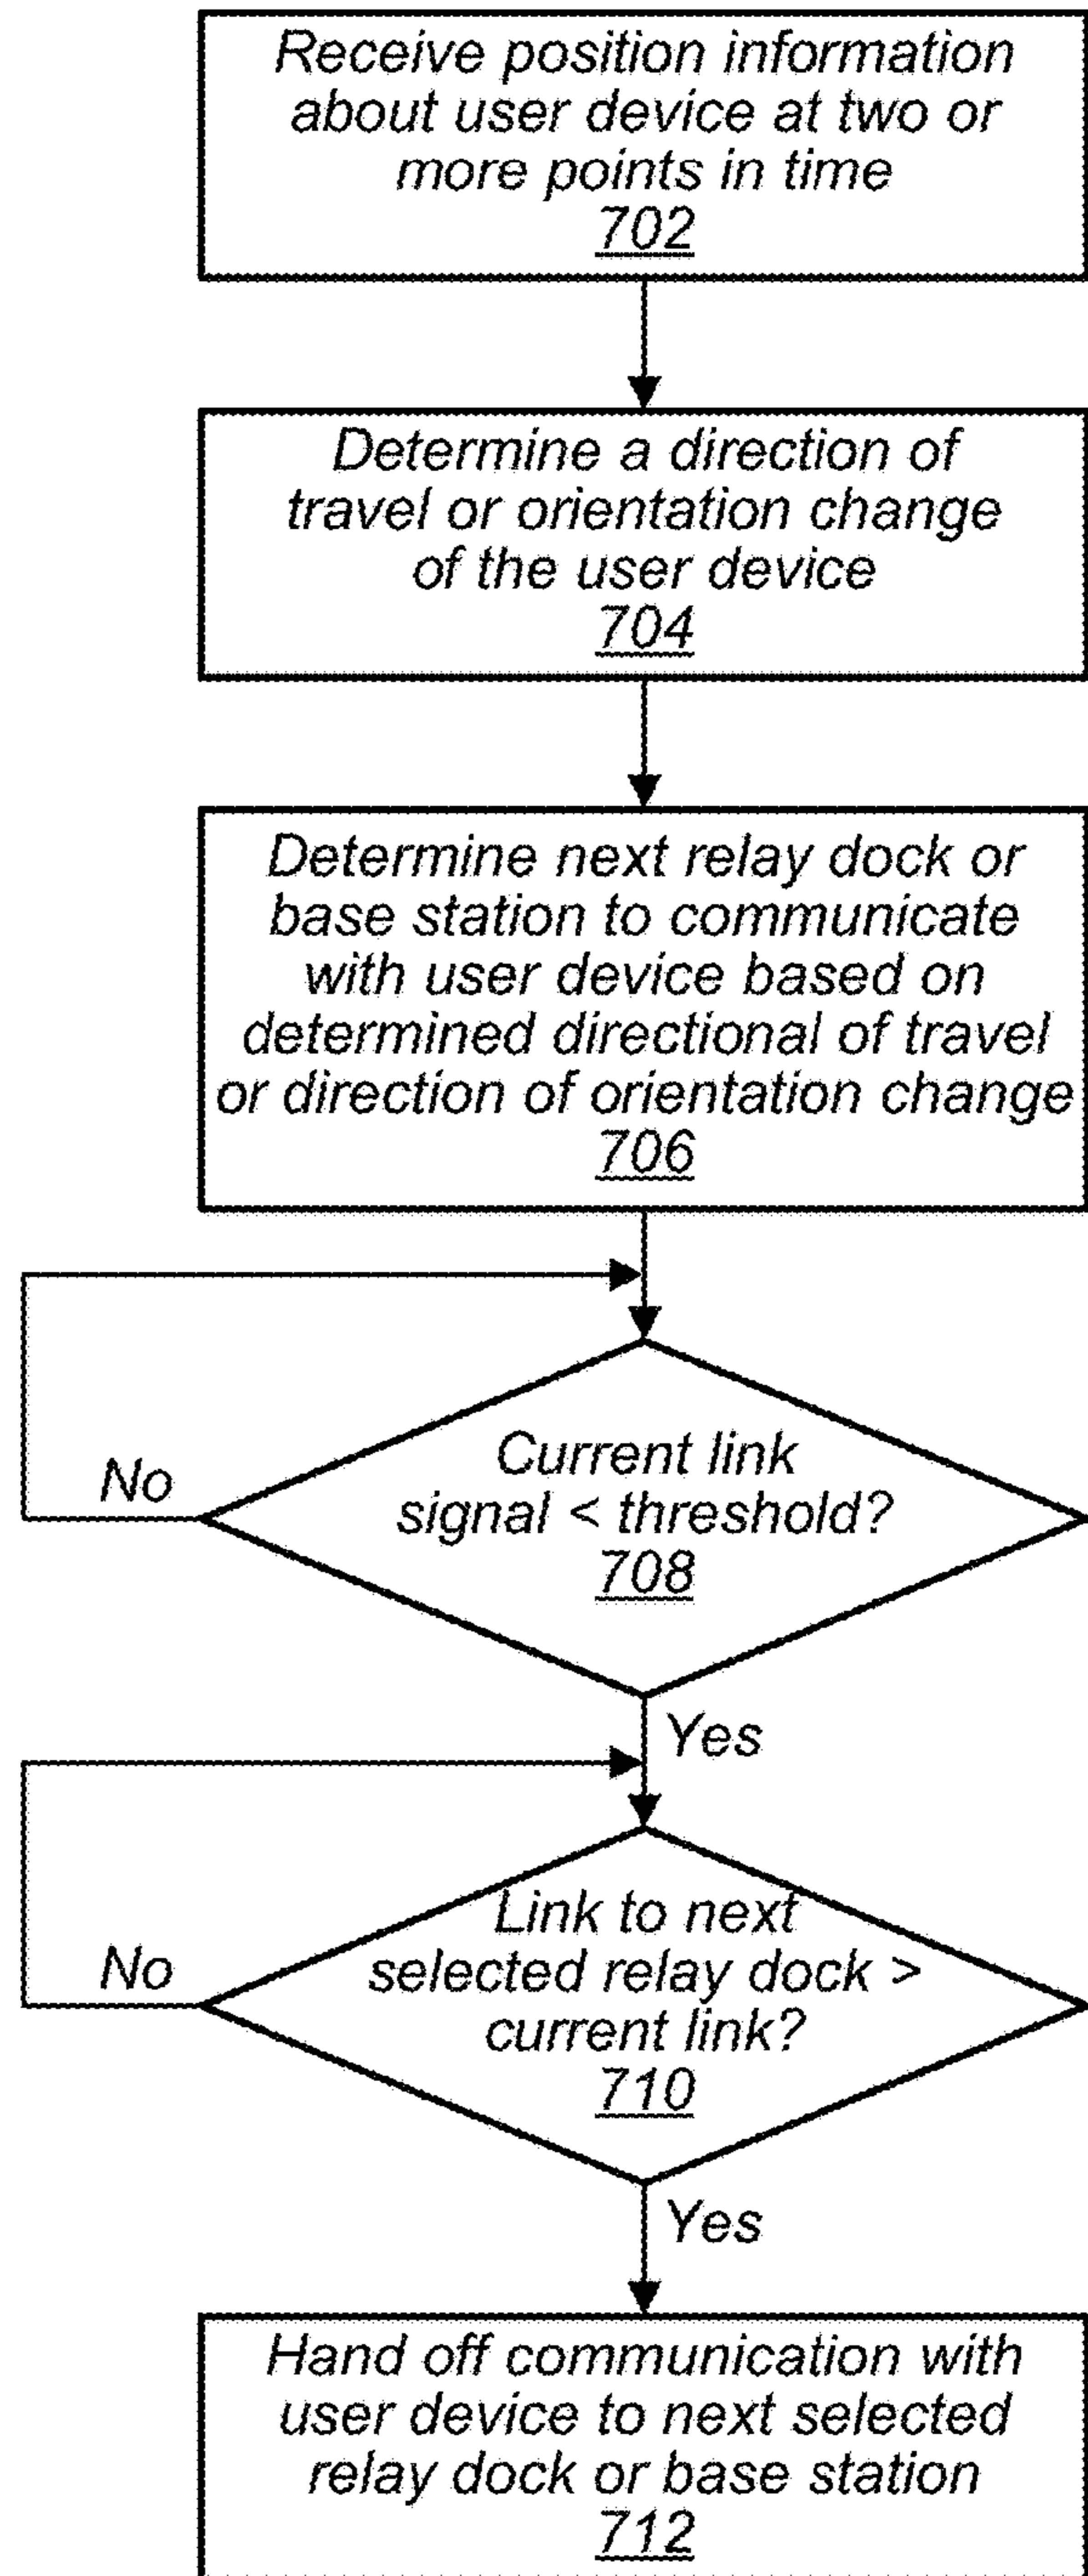 Receive position information
about user device at two or
more points in time
702
Determine a direction of
travel or orientation change
of the user device
704
Determine next relay dock or
base station to communicate
with user device based on
determined directional of travel
or direction of orientation change
706
Current link
signal < threshold?
708
No
Yes
Link to next
selected relay dock >
current link?
710
No
Yes
Hand off communication with
user device to next selected
relay dock or base station
712